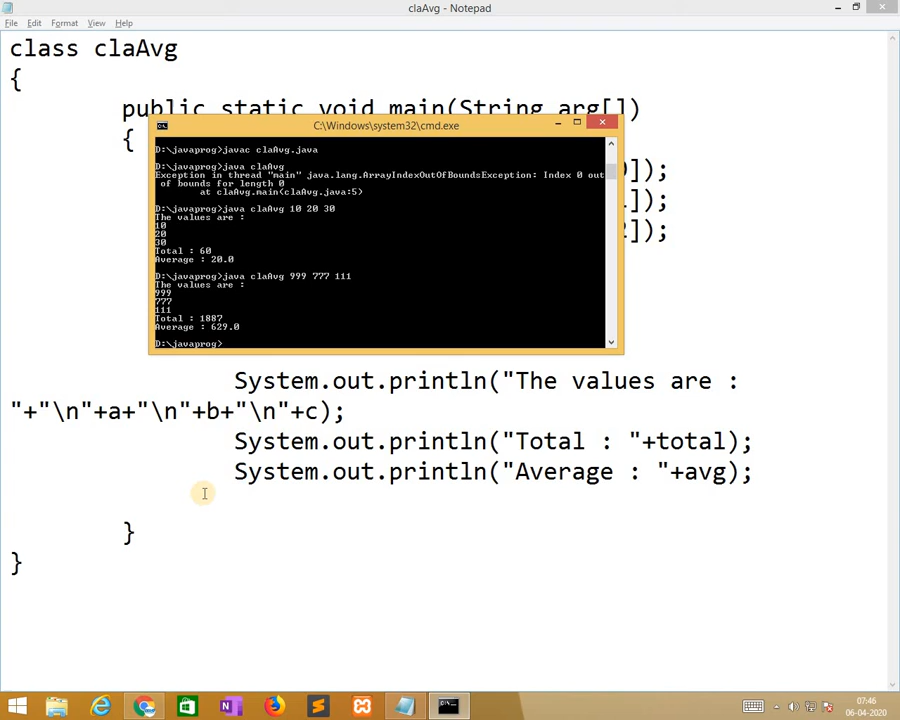 claAvg - Notepad
File Edit Format View Help
class claAvg
{
public static void main(String arg[])
{
C:\Windows\system32\cmd.exe
D:\javaprog>javac claAvg.java
D:\javaprog>java claAvg
Exception in thread "main" java.lang.ArrayIndexOutOfBoundsException: Index 0 out
of bounds for length 0
at claAvg.main(claAvg.java:5)
D:\javaprog>java claAvg 10 20 30
The values are :
10
20
30
Total : 60
Average : 20.0
D:\javaprog>java claAvg 999 777 111
The values are :
999
777
111
Total : 1887
Average : 629.0
D:\javaprog>
]);
]);
2]);
System.out.println("The values are :
"+"\n"+a+"\n"+b+"\n"+c);
System.out.println("Total : "+total);
System.out.println("Average : "+avg);
}
}
07:46
06-04-2020